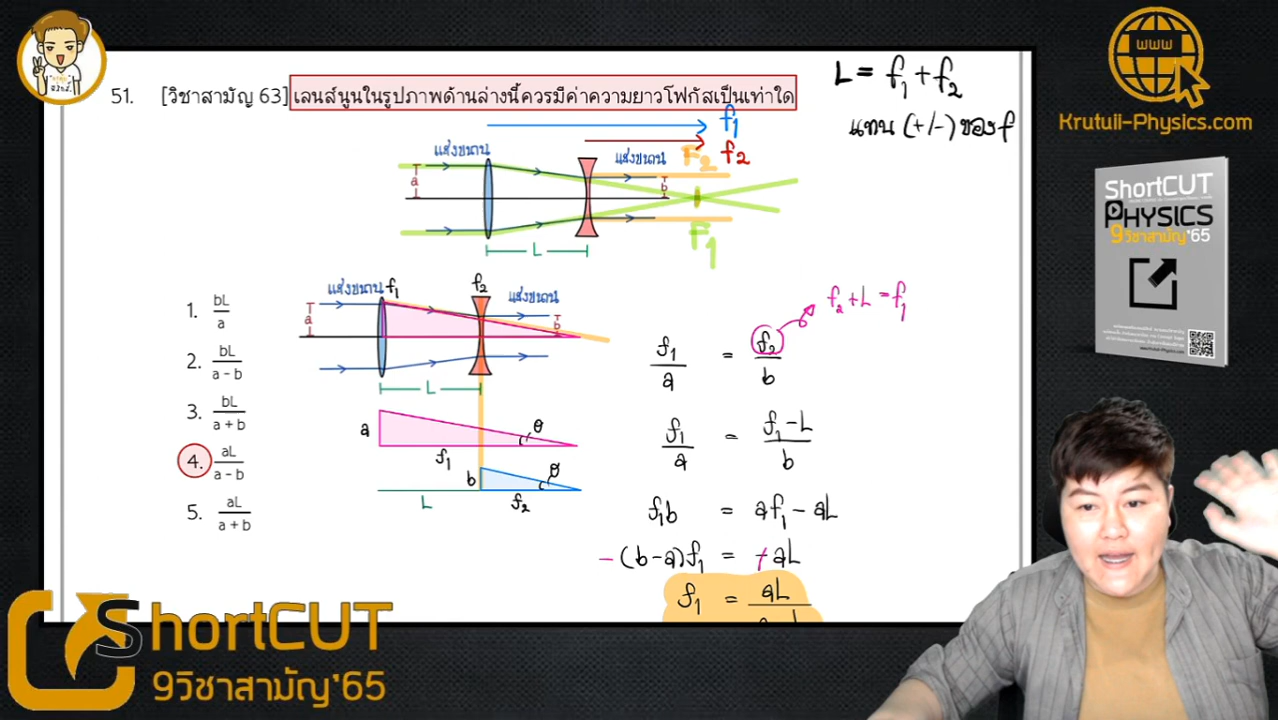 51. [วิชาสามัญ 63] เลนส์นูนในรูปภาพด้านล่างนี้ควรมีค่าความยาวโฟกัสเป็นเท่าใด
L = f₁ + f₂
แทน (+/-) ของ f
www
Krutuii-Physics.com
f₁
f₂
แสงขนาน
แสงขนาน
F₂
a
b
F₁
L
ShortCUT
PHYSICS
9วิชาสามัญ'65
แสงขนาน
f₁
f₂
แสงขนาน
a
b
L
1. bL/a
2. bL/(a - b)
3. bL/(a + b)
4. aL/(a - b)
5. aL/(a + b)
a
θ
f₁
b
θ
L
f₂
f₂ + L = f₁
f₁/a = f₂/b
f₁/a = (f₁ - L)/b
f₁b = af₁ - aL
-(b-a)f₁ = +aL
f₁ = aL
ShortCUT
9วิชาสามัญ'65